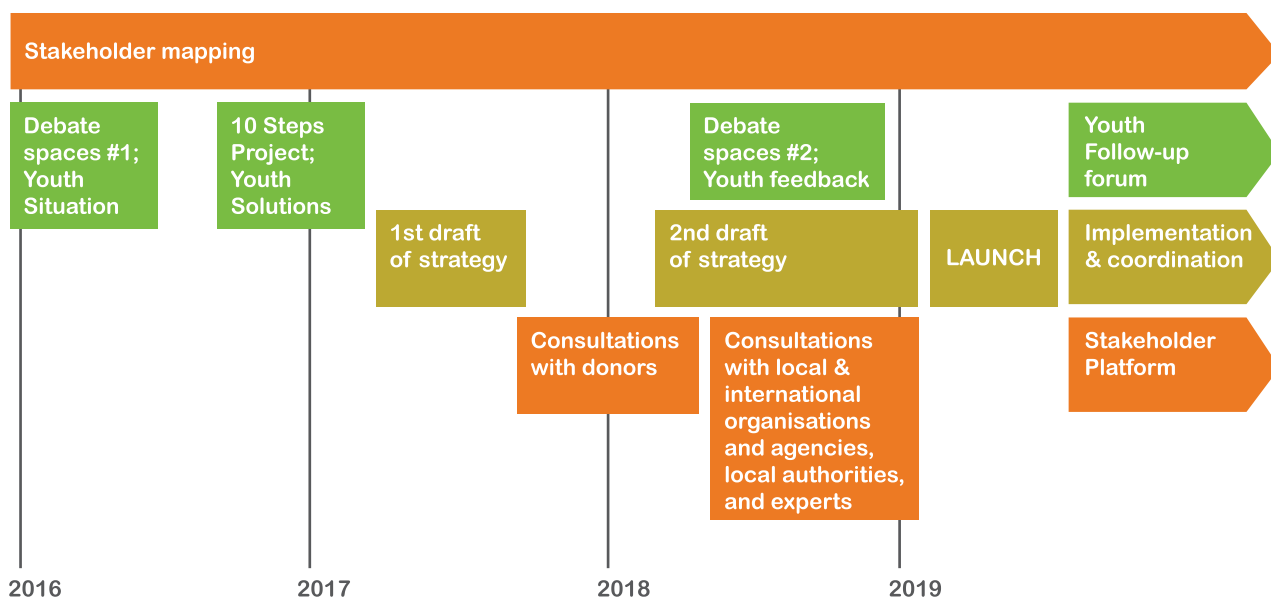 Stakeholder mapping
Debate
spaces #1;
Youth
Situation
10 Steps
Project;
Youth
Solutions
Debate
spaces #2;
Youth feedback
Youth
Follow-up
forum
1st draft
of strategy
2nd draft
of strategy
LAUNCH
Implementation
& coordination
Consultations
with donors
Consultations
with local &
international
organisations
and agencies,
local authorities,
and experts
Stakeholder
Platform
2016
2017
2018
2019